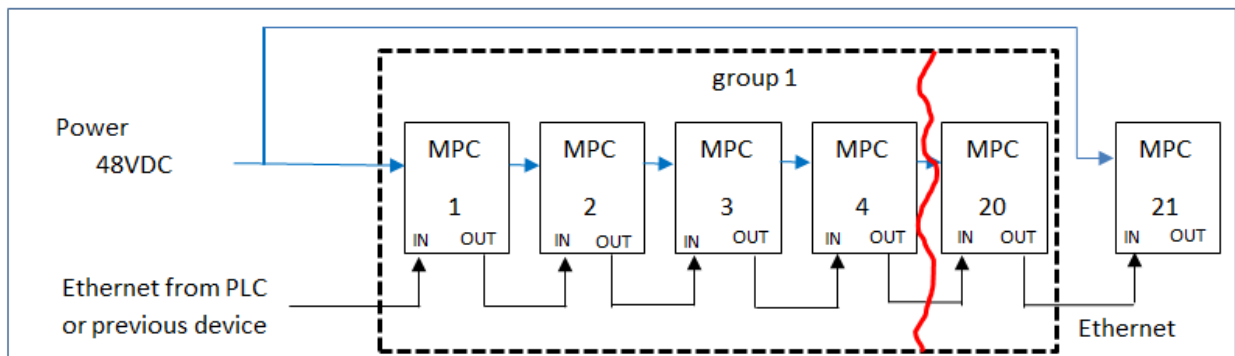 group 1
Power
48VDC
MPC
1
IN OUT
MPC
2
IN OUT
MPC
3
IN OUT
MPC
4
IN OUT
MPC
20
IN OUT
MPC
21
IN OUT
Ethernet from PLC
or previous device
Ethernet